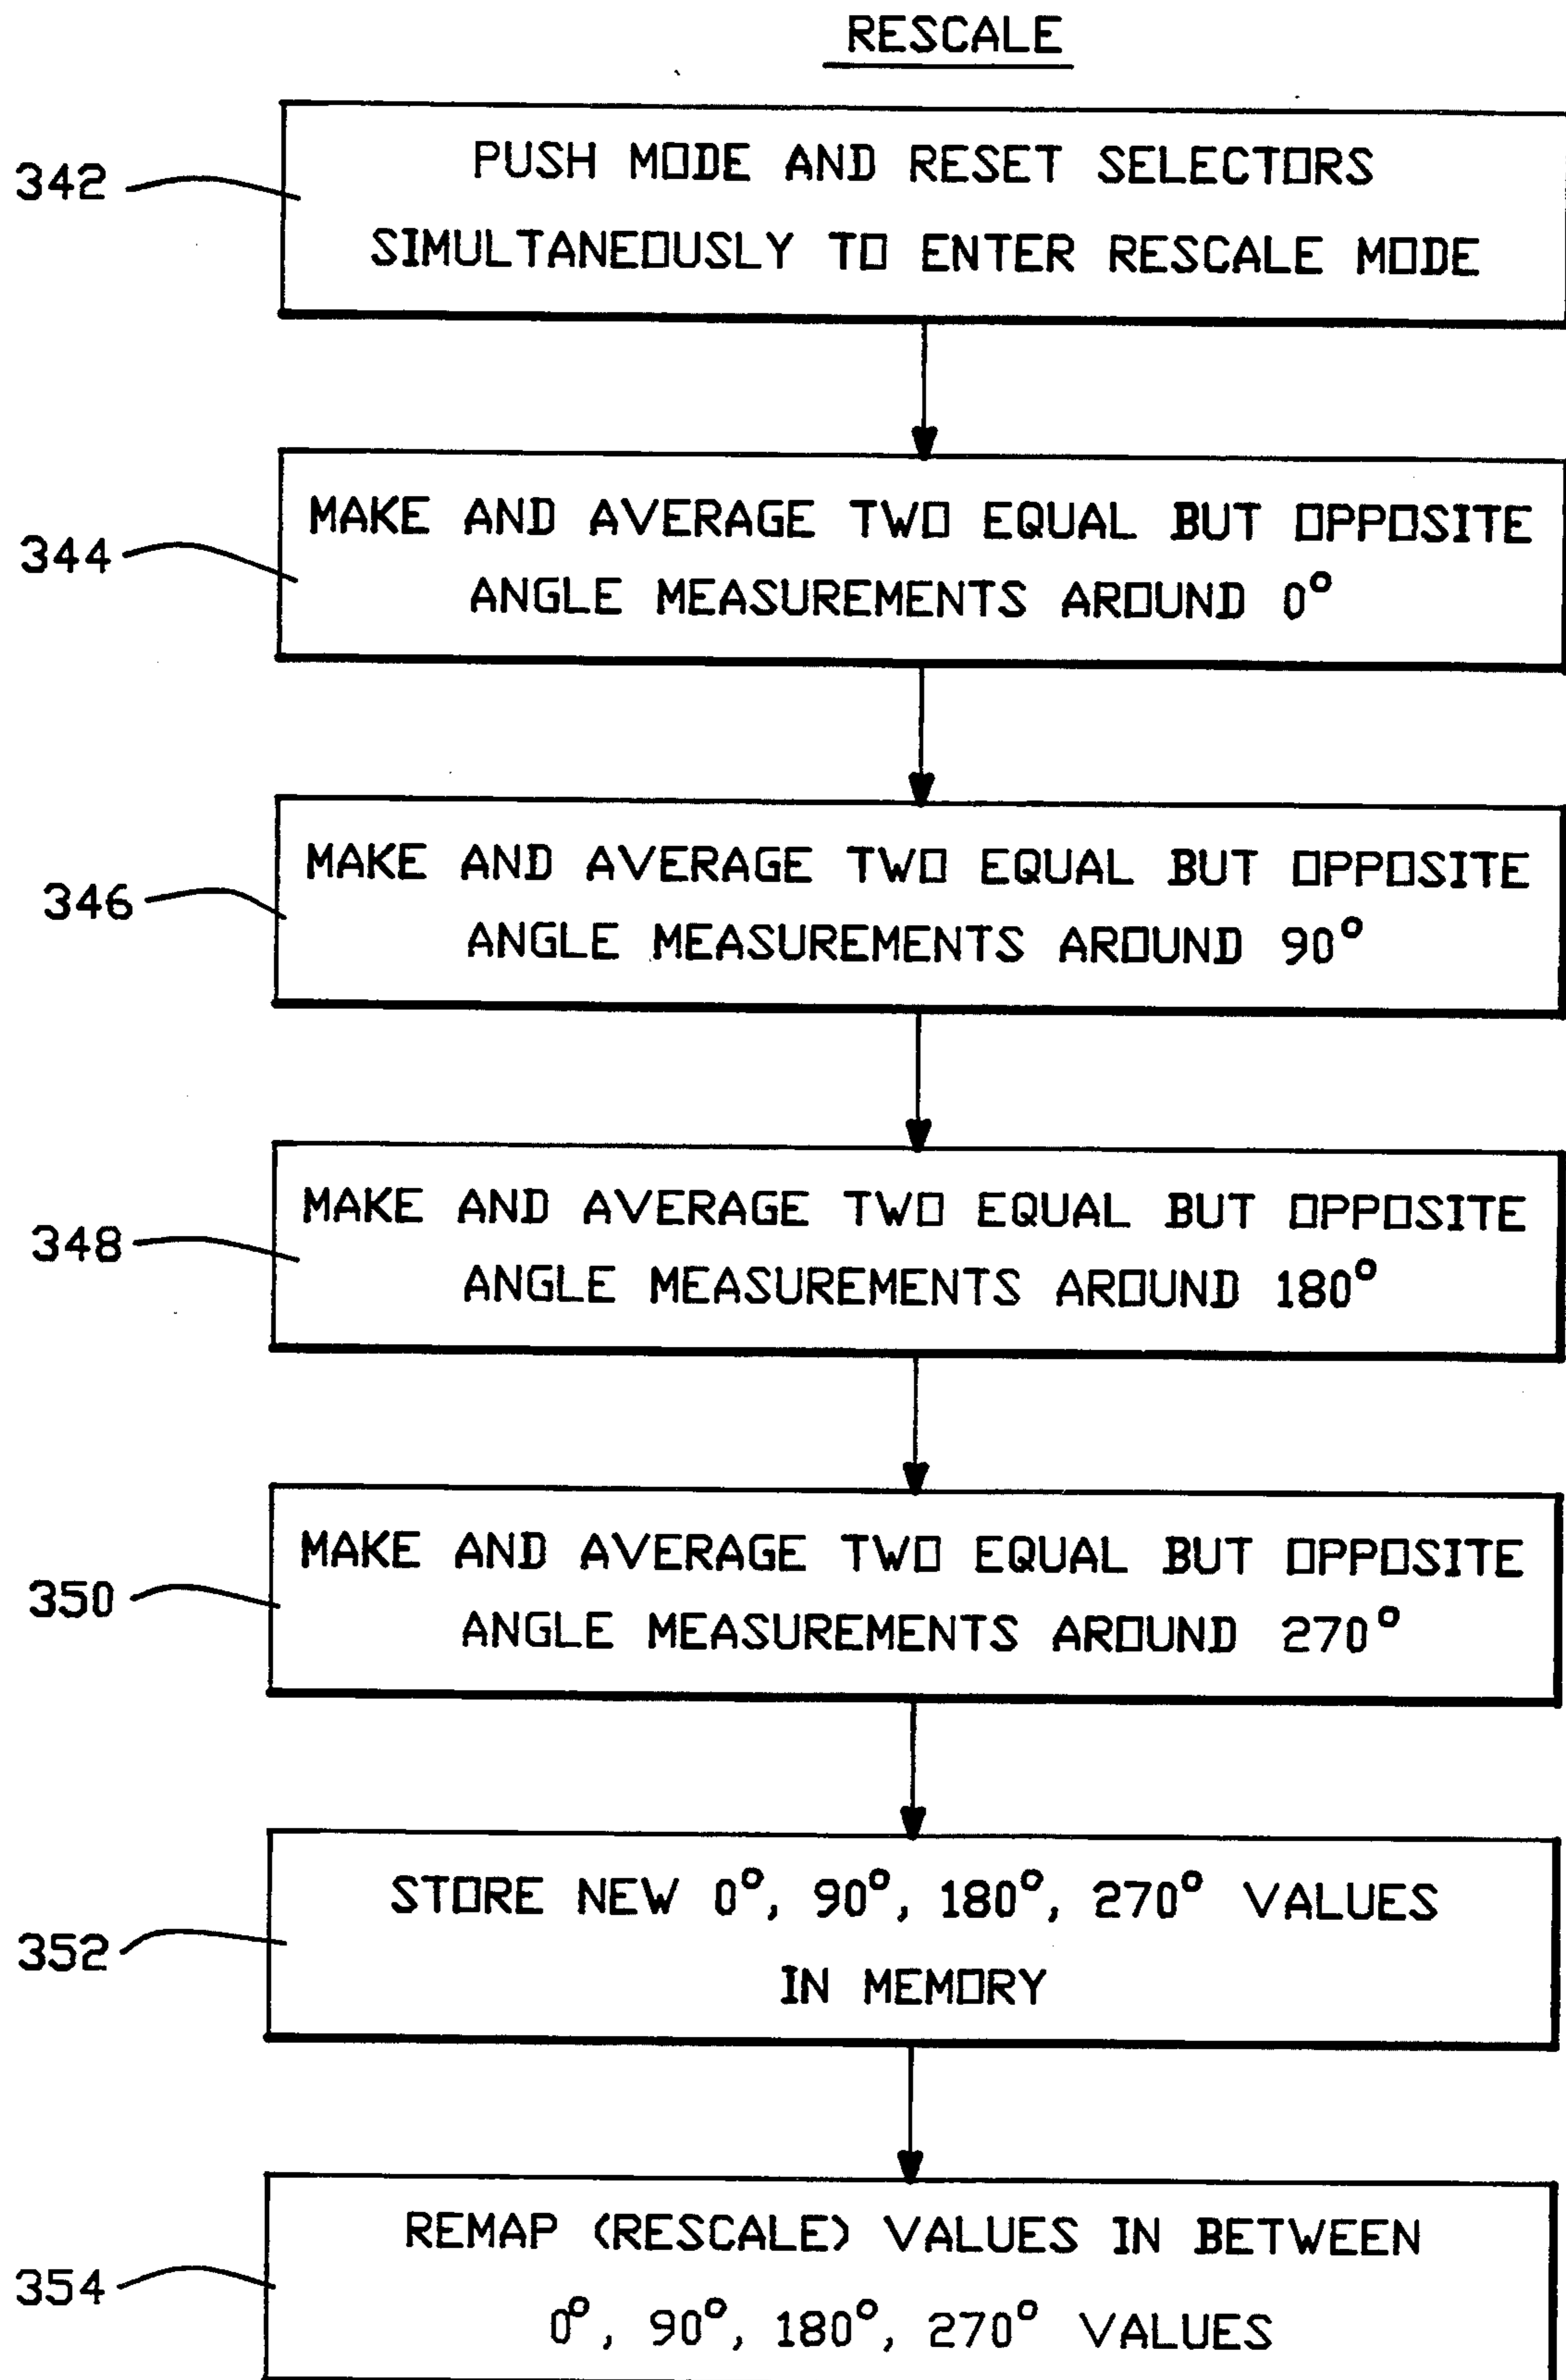 RESCALE
342
PUSH MODE AND RESET SELECTORS
SIMULTANEOUSLY TO ENTER RESCALE MODE
344
MAKE AND AVERAGE TWO EQUAL BUT OPPOSITE
ANGLE MEASUREMENTS AROUND 0°
346
MAKE AND AVERAGE TWO EQUAL BUT OPPOSITE
ANGLE MEASUREMENTS AROUND 90°
348
MAKE AND AVERAGE TWO EQUAL BUT OPPOSITE
ANGLE MEASUREMENTS AROUND 180°
350
MAKE AND AVERAGE TWO EQUAL BUT OPPOSITE
ANGLE MEASUREMENTS AROUND 270°
352
STORE NEW 0°, 90°, 180°, 270° VALUES
IN MEMORY
354
REMAP (RESCALE) VALUES IN BETWEEN
0°, 90°, 180°, 270° VALUES